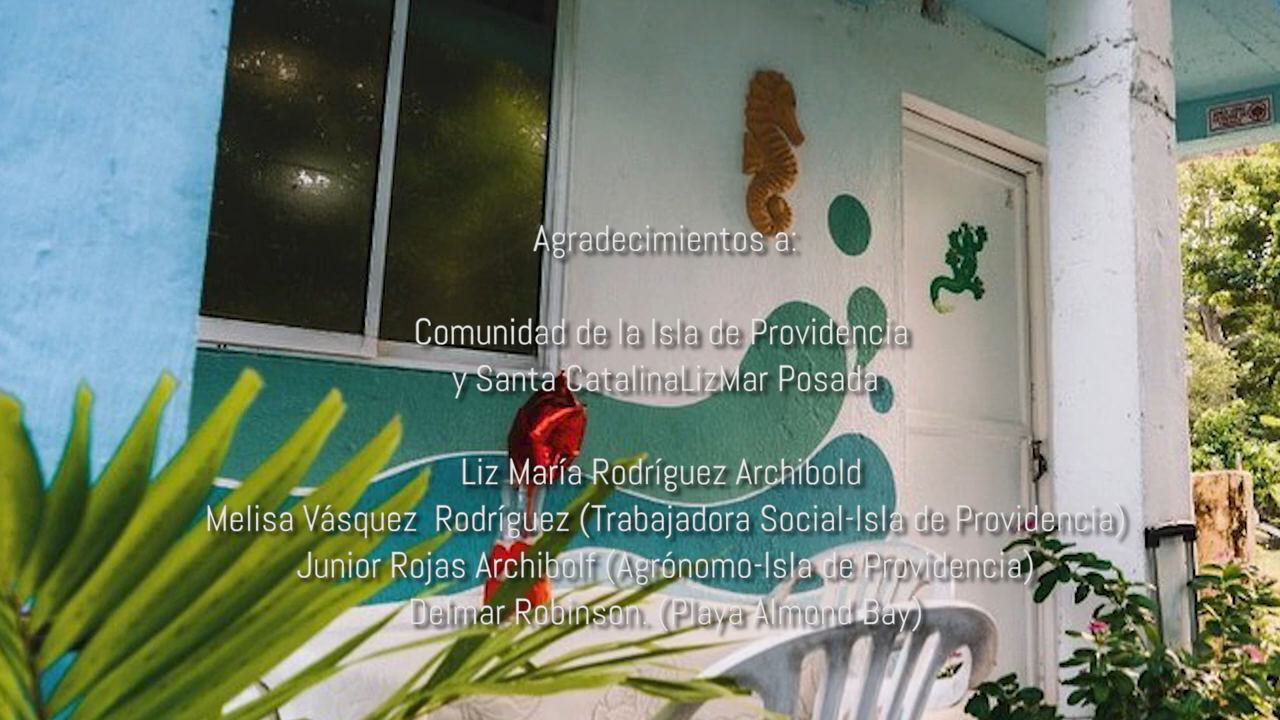 Agradecimientos a:
Comunidad de la Isla de Providencia
y Santa CatalinaLizMar Posada
Liz María Rodríguez Archibold
Melisa Vásquez  Rodríguez (Trabajadora Social-Isla de Providencia)
Junior Rojas Archibolf (Agrónomo-Isla de Providencia)
Delmar Robinson. (Playa Almond Bay)